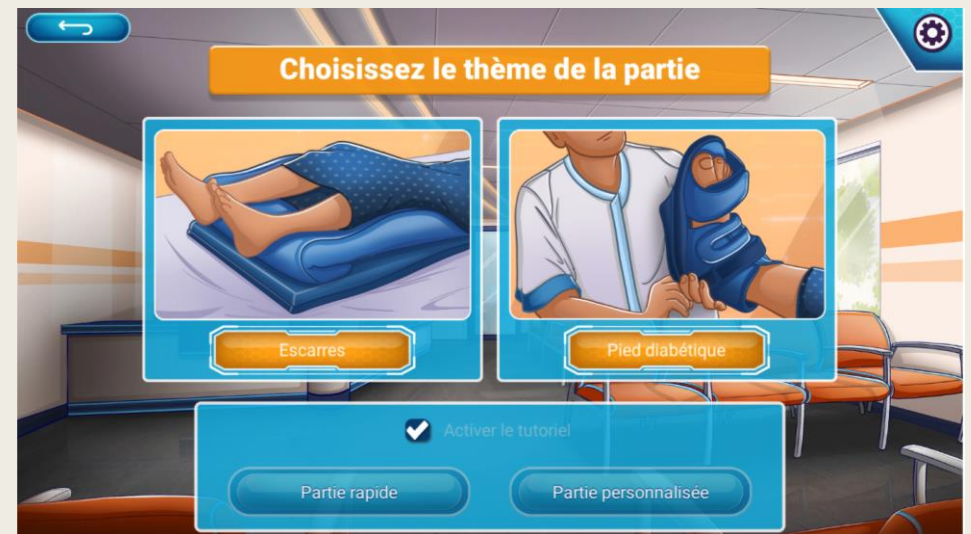 Choisissez le thème de la partie
Escarres
Pied diabétique
Activer le tutoriel
Partie rapide
Partie personnalisée